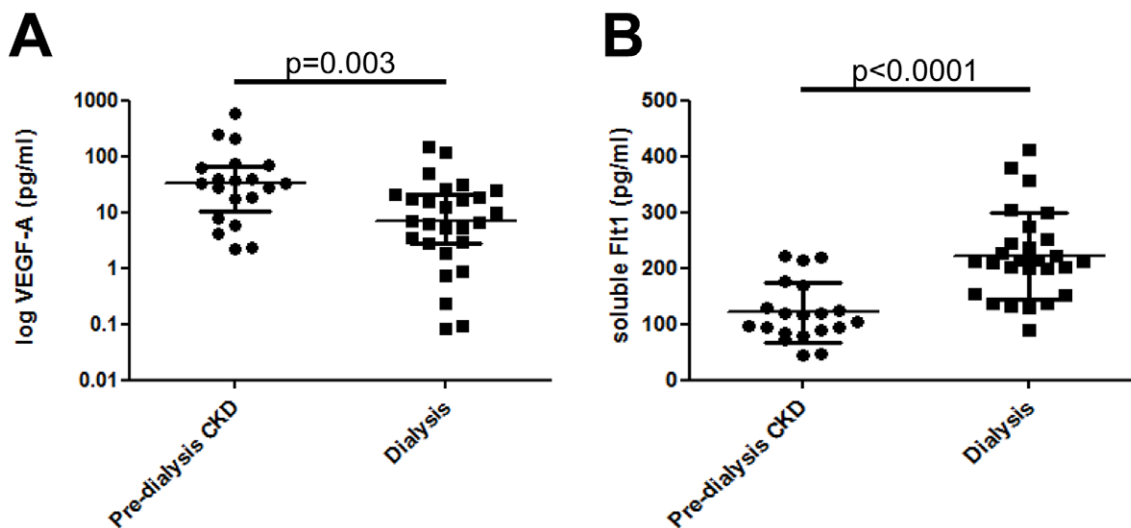 A
p=0.003
log VEGF-A (pg/ml)
1000
100
10
1
0.1
0.01
Pre-dialysis CKD
Dialysis
B
p<0.0001
soluble Flt1 (pg/ml)
500
400
300
200
100
0
Pre-dialysis CKD
Dialysis